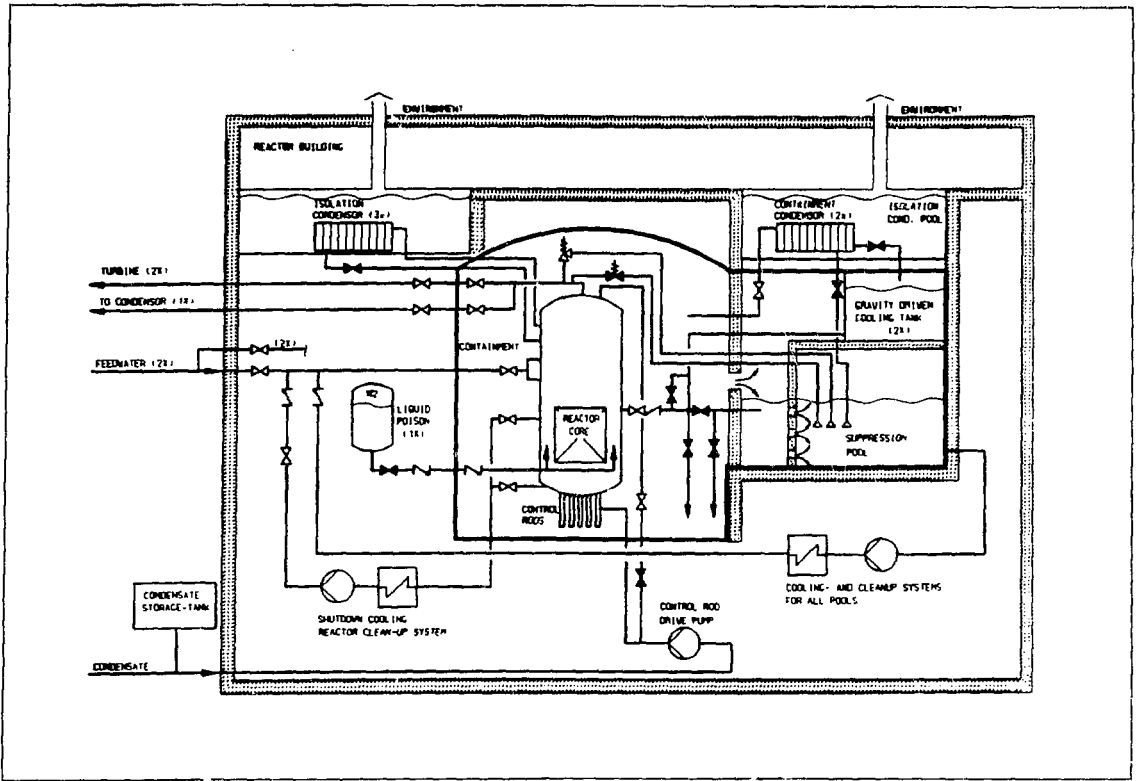 ENVIRONMENT
ENVIRONMENT
REACTOR BUILDING
ISOLATION
CONDENSOR (3x)
CONTAINMENT
CONDENSOR (2x)
ISOLATION
COND. POOL
TURBINE (2X)
TO CONDENSOR (1X)
GRAVITY DRIVEN
COOLING TANK
(2X)
(2X)
CONTAINMENT
FEEDWATER (2X)
N2
LIQUID
POISON
(1X)
REACTOR
CORE
SUPPRESSION
POOL
CONTROL
RODS
COOLING- AND CLEANUP SYSTEMS
FOR ALL POOLS
CONDENSATE
STORAGE-TANK
SHUTDOWN COOLING
REACTOR CLEAN-UP SYSTEM
CONTROL ROD
DRIVE PUMP
CONDENSATE